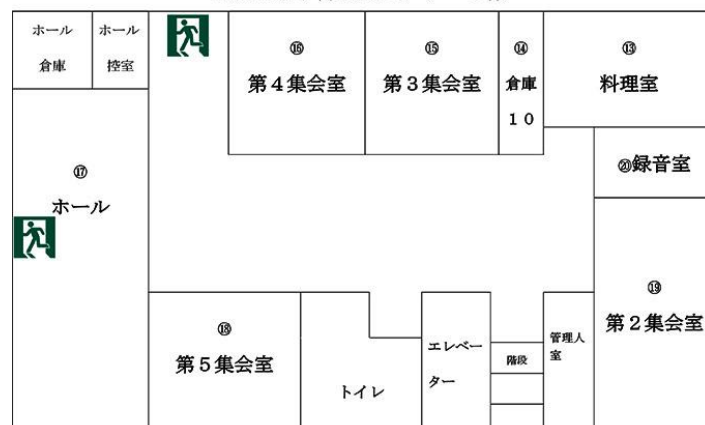 ホール
倉庫
ホール
控室
⑯
第４集会室
⑮
第３集会室
⑭
倉庫
１０
⑬
料理室
⑰
ホール
⑳録音室
⑲
第２集会室
⑱
第５集会室
トイレ
エレベー
ター
階段
管理人
室